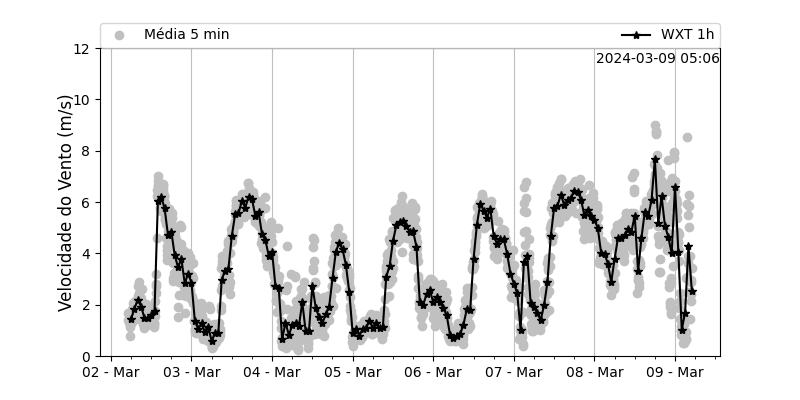 Média 5 min
WXT 1h
2024-03-09 05:06
Velocidade do Vento (m/s)
12
10
8
6
4
2
0
02 - Mar
03 - Mar
04 - Mar
05 - Mar
06 - Mar
07 - Mar
08 - Mar
09 - Mar